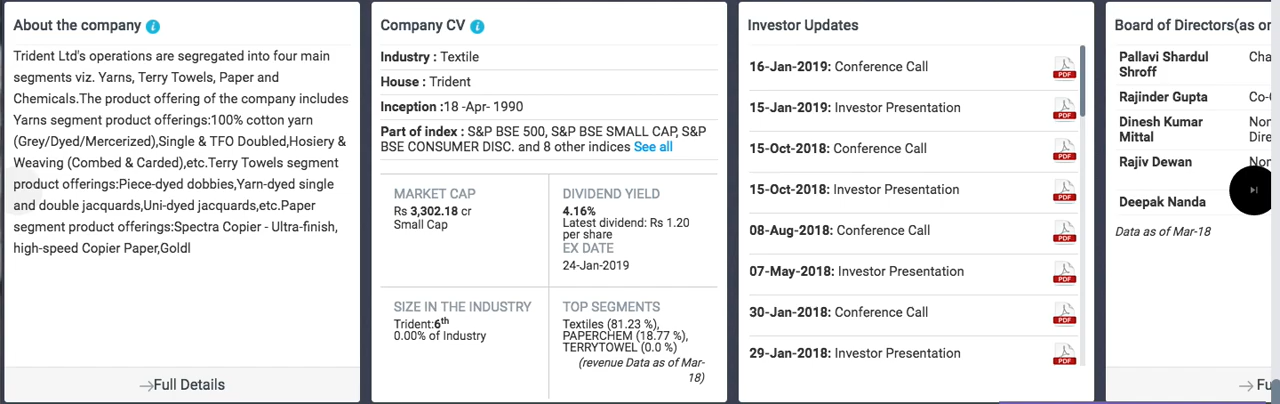 About the company
Trident Ltd's operations are segregated into four main
segments viz. Yarns, Terry Towels, Paper and
Chemicals.The product offering of the company includes
Yarns segment product offerings:100% cotton yarn
(Grey/Dyed/Mercerized),Single & TFO Doubled,Hosiery &
Weaving (Combed & Carded),etc.Terry Towels segment
product offerings:Piece-dyed dobbies,Yarn-dyed single
and double jacquards,Uni-dyed jacquards,etc.Paper
segment product offerings:Spectra Copier - Ultra-finish,
high-speed Copier Paper,Goldl
→Full Details
Company CV
Industry : Textile
House : Trident
Inception :18 -Apr- 1990
Part of index : S&P BSE 500, S&P BSE SMALL CAP, S&P
BSE CONSUMER DISC. and 8 other indices See all
MARKET CAP
Rs 3,302.18 cr
Small Cap
DIVIDEND YIELD
4.16%
Latest dividend: Rs 1.20
per share
EX DATE
24-Jan-2019
SIZE IN THE INDUSTRY
Trident:6th
0.00% of Industry
TOP SEGMENTS
Textiles (81.23 %),
PAPERCHEM (18.77 %),
TERRYTOWEL (0.0 %)
(revenue Data as of Mar-
18)
Investor Updates
16-Jan-2019: Conference Call PDF
15-Jan-2019: Investor Presentation PDF
15-Oct-2018: Conference Call PDF
15-Oct-2018: Investor Presentation PDF
08-Aug-2018: Conference Call PDF
07-May-2018: Investor Presentation PDF
30-Jan-2018: Conference Call PDF
29-Jan-2018: Investor Presentation PDF
Board of Directors(as or
Pallavi Shardul Cha
Shroff
Rajinder Gupta Co-
Dinesh Kumar Non
Mittal Dire
Rajiv Dewan Non
Deepak Nanda
Data as of Mar-18
→Fu